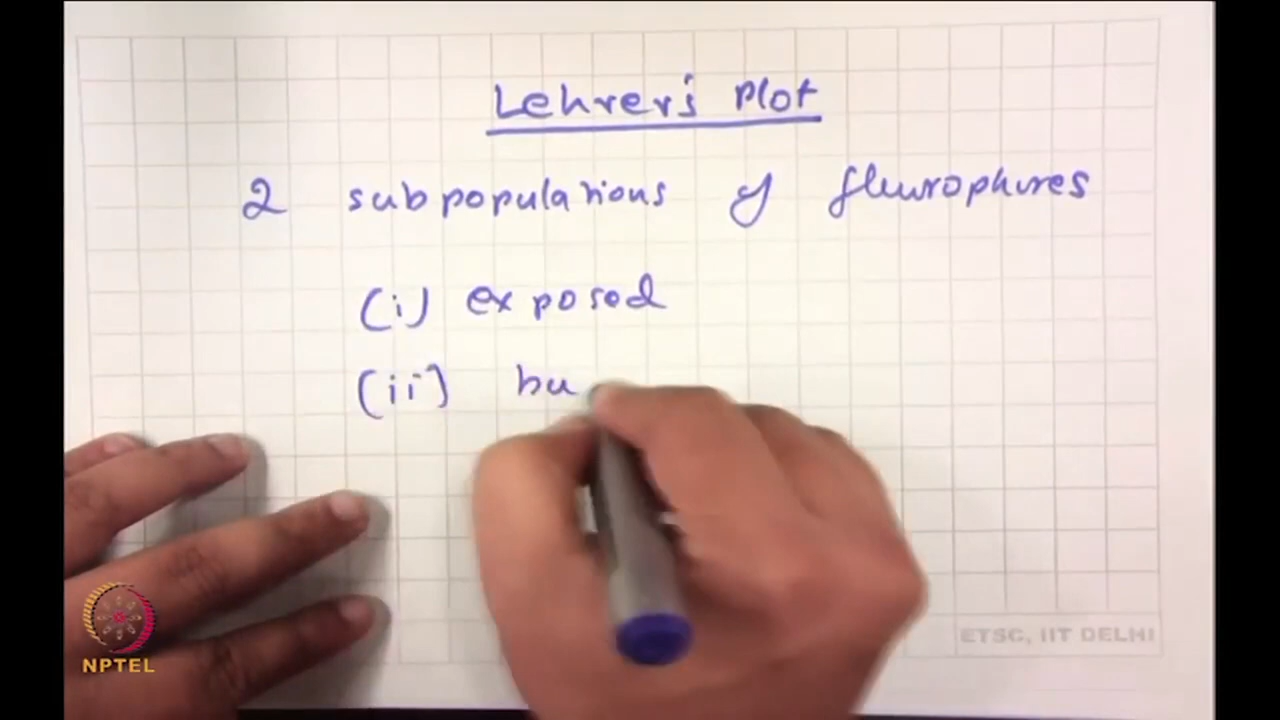 Lehrer's Plot
2 subpopulations of fluorophores
(i) exposed
(ii) bu
ETSC, IIT DELHI
NPTEL